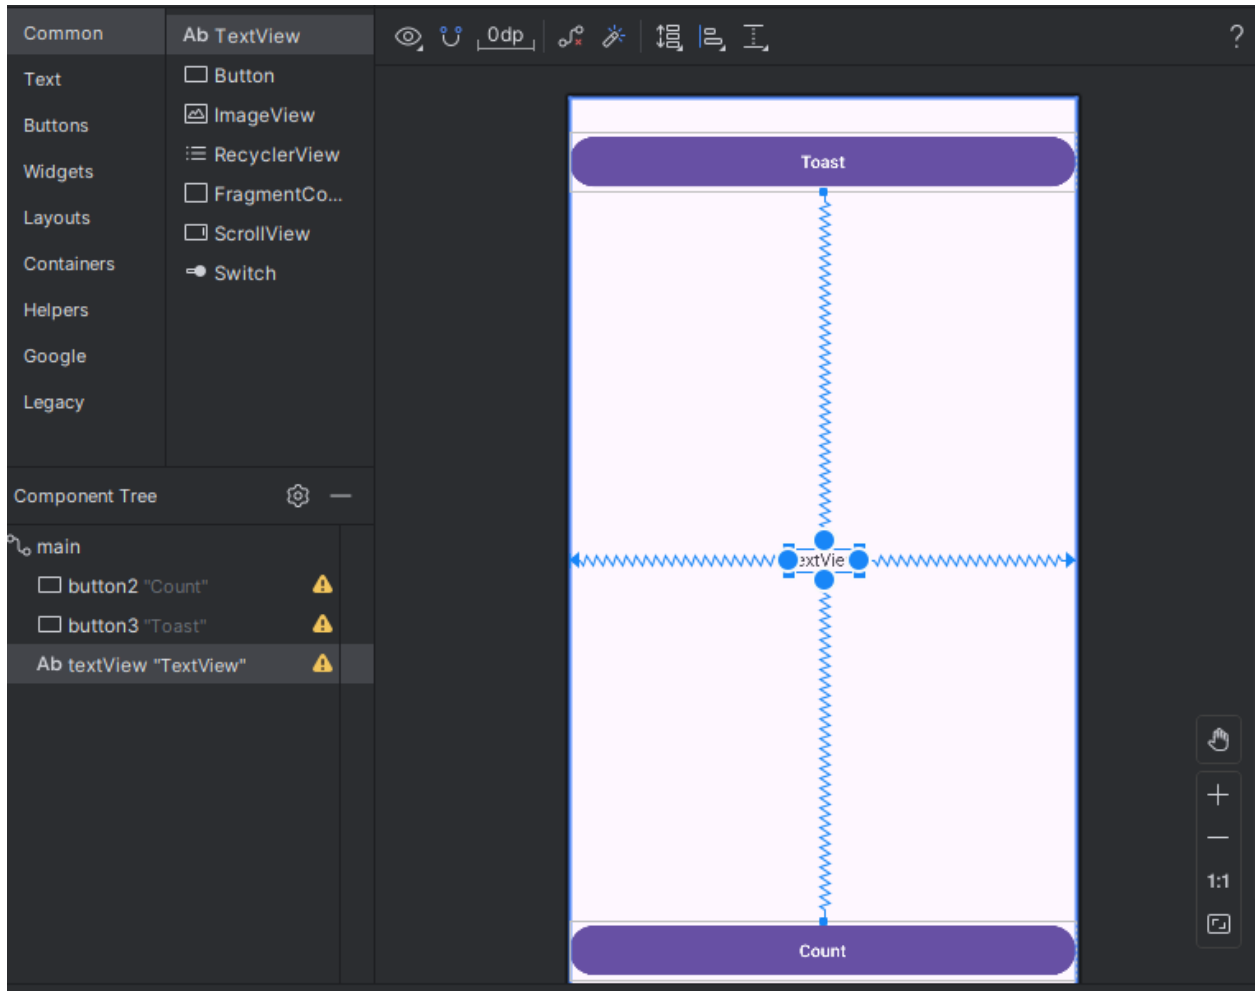 Common
Text
Buttons
Widgets
Layouts
Containers
Helpers
Google
Legacy
Ab TextView
Button
ImageView
RecyclerView
FragmentCo...
ScrollView
Switch
0dp
?
Component Tree
main
button2 "Count"
button3 "Toast"
Ab textView "TextView"
Toast
extVie
Count
1:1